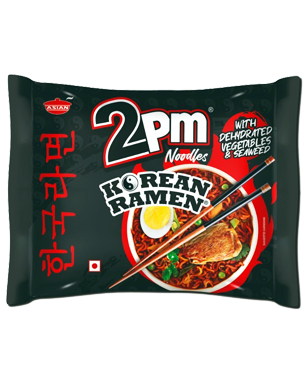 ASIAN
2pm®
Noodles
WITH
DEHYDRATED
VEGETABLES
& SEAWEED
KOREAN
RAMEN®
한국라면